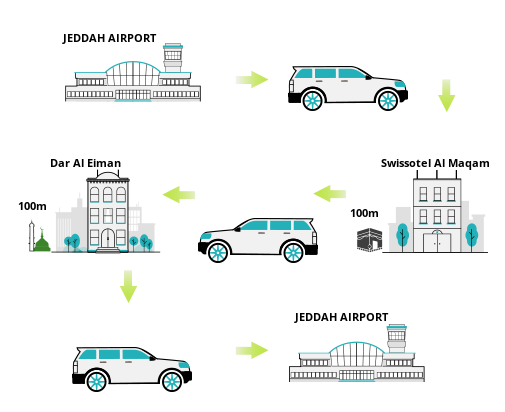 JEDDAH AIRPORT
Dar Al Eiman
Swissotel Al Maqam
100m
100m
JEDDAH AIRPORT